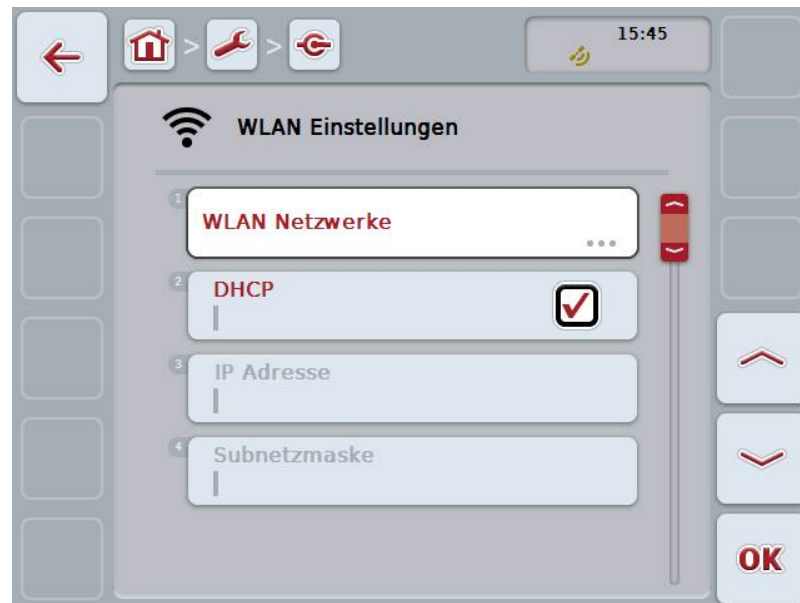 15:45
WLAN Einstellungen
1
WLAN Netzwerke
...
2
DHCP
3
IP Adresse
4
Subnetzmaske
OK